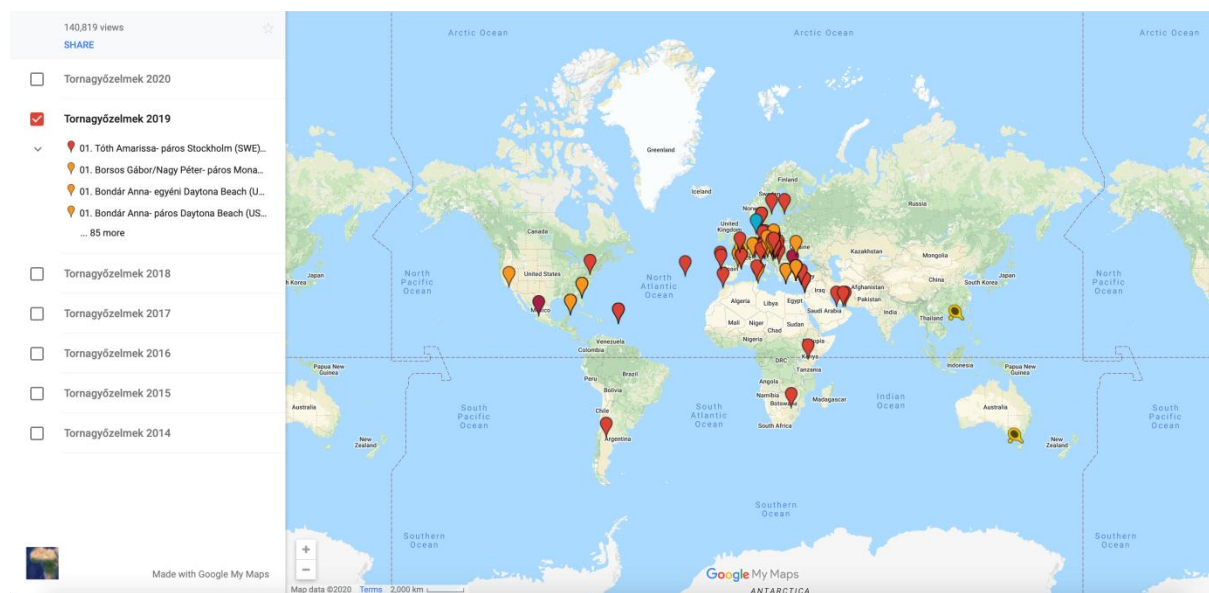 140,819 views
SHARE
Tornagyőzelmek 2020
Tornagyőzelmek 2019
01. Tóth Amarissa- páros Stockholm (SWE)...
01. Borsos Gábor/Nagy Péter- páros Mona...
01. Bondár Anna- egyéni Daytona Beach (U...
01. Bondár Anna- páros Daytona Beach (US...
... 85 more
Tornagyőzelmek 2018
Tornagyőzelmek 2017
Tornagyőzelmek 2016
Tornagyőzelmek 2015
Tornagyőzelmek 2014
Made with Google My Maps
Arctic Ocean
Arctic Ocean
Arctic Ocean
Greenland
Iceland
Finland
Russia
Canada
United Kingdom
Kazakhstan
Mongolia
Japan
North Pacific Ocean
United States
North Atlantic Ocean
China
South Korea
Japan
North Pacific Ocean
Iraq
Afghanistan
Pakistan
Algeria
Libya
Egypt
Saudi Arabia
India
Thailand
Mali
Niger
Chad
Sudan
Nigeria
Venezuela
Colombia
DRC
Kenya
Tanzania
Indonesia
Papua New Guinea
Papua New Guinea
Peru
Brazil
Bolivia
Angola
Namibia
Madagascar
Indian Ocean
Australia
Australia
South Pacific Ocean
Chile
Argentina
South Atlantic Ocean
South Africa
New Zealand
New Zealand
South Pacific Ocean
Southern Ocean
Southern Ocean
Southern Ocean
Google My Maps
Map data ©2020 Terms 2,000 km
ANTARCTICA